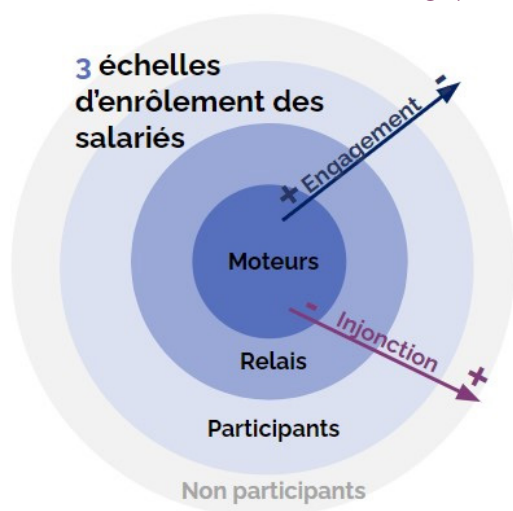 3 échelles
d'enrôlement des
salariés
+ Engagement -
Moteurs
- Injonction +
Relais
Participants
Non participants